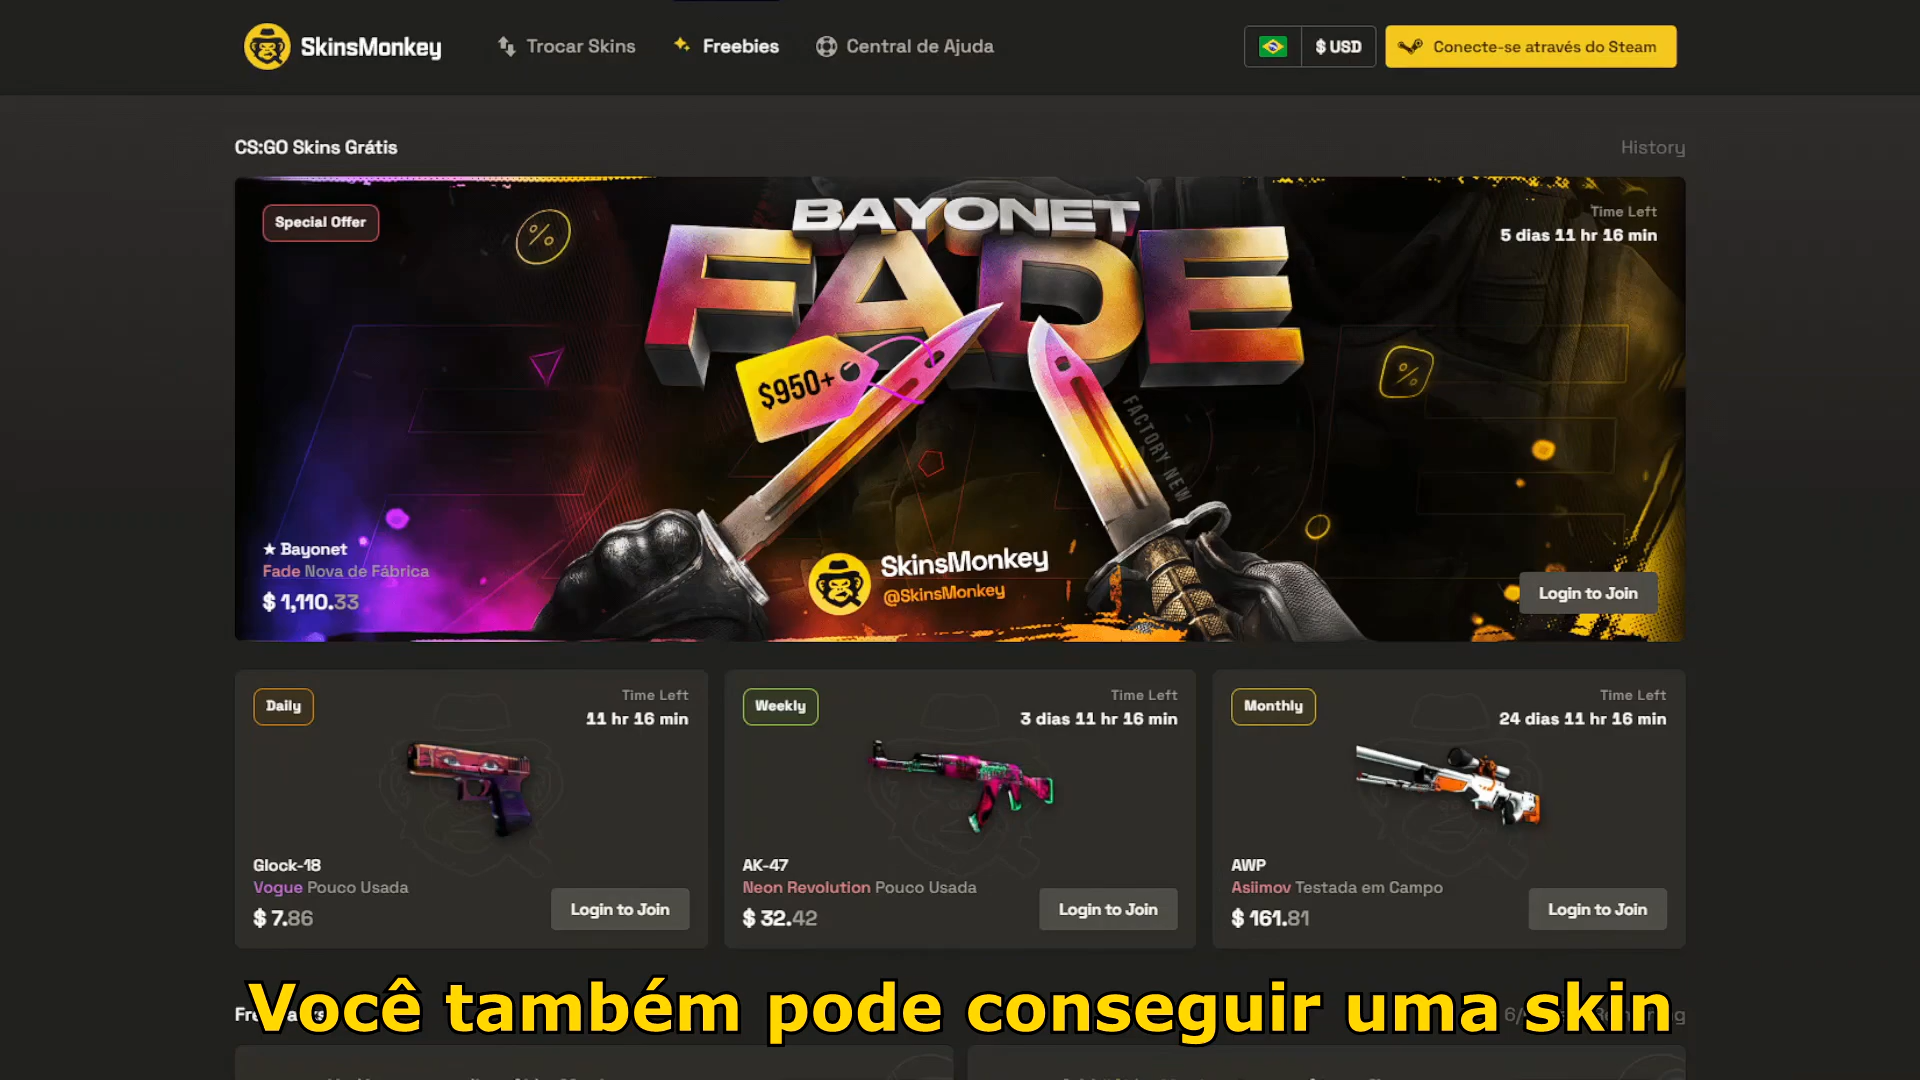 SkinsMonkey
Trocar Skins
Freebies
Central de Ajuda
$ USD
Conecte-se através do Steam
CS:GO Skins Grátis
History
Special Offer
BAYONET
FADE
Time Left
5 dias 11 hr 16 min
$950+
FACTORY NEW
★ Bayonet
Fade Nova de Fábrica
$ 1,110.33
SkinsMonkey
@SkinsMonkey
Login to Join
Daily
Time Left
11 hr 16 min
Glock-18
Vogue Pouco Usada
$ 7.86
Login to Join
Weekly
Time Left
3 dias 11 hr 16 min
AK-47
Neon Revolution Pouco Usada
$ 32.42
Login to Join
Monthly
Time Left
24 dias 11 hr 16 min
AWP
Asiimov Testada em Campo
$ 161.81
Login to Join
Você também pode conseguir uma skin